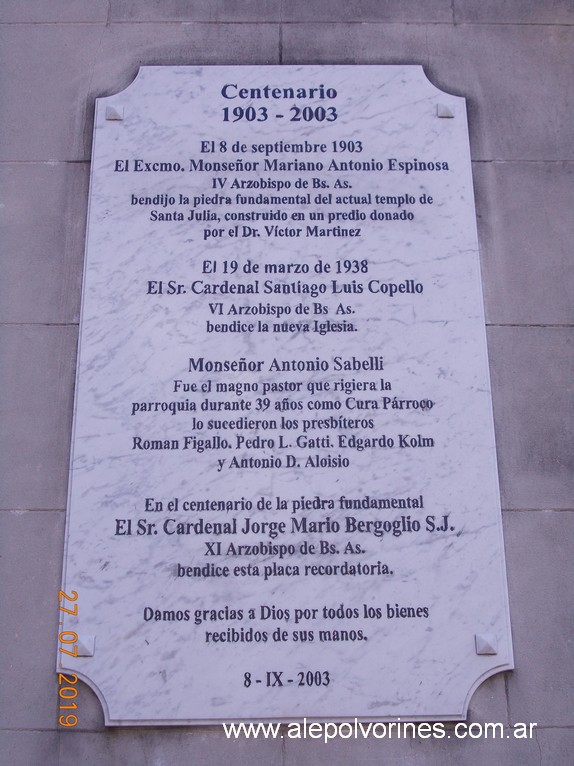 Centenario
1903 - 2003
El 8 de septiembre 1903
El Excmo. Monseñor Mariano Antonio Espinosa
IV Arzobispo de Bs. As.
bendijo la piedra fundamental del actual templo de
Santa Julia, construido en un predio donado
por el Dr. Víctor Martinez
El 19 de marzo de 1938
El Sr. Cardenal Santiago Luis Copello
VI Arzobispo de Bs As.
bendice la nueva Iglesia.
Monseñor Antonio Sabelli
Fue el magno pastor que rigiera la
parroquia durante 39 años como Cura Párroco
lo sucedieron los presbíteros
Roman Figallo. Pedro L. Gatti. Edgardo Kolm
y Antonio D. Aloisio
En el centenario de la piedra fundamental
El Sr. Cardenal Jorge Mario Bergoglio S.J.
XI Arzobispo de Bs. As.
bendice esta placa recordatoria.
Damos gracias a Dios por todos los bienes
recibidos de sus manos.
8 - IX - 2003
27.07.2019
www.alepolvorines.com.ar